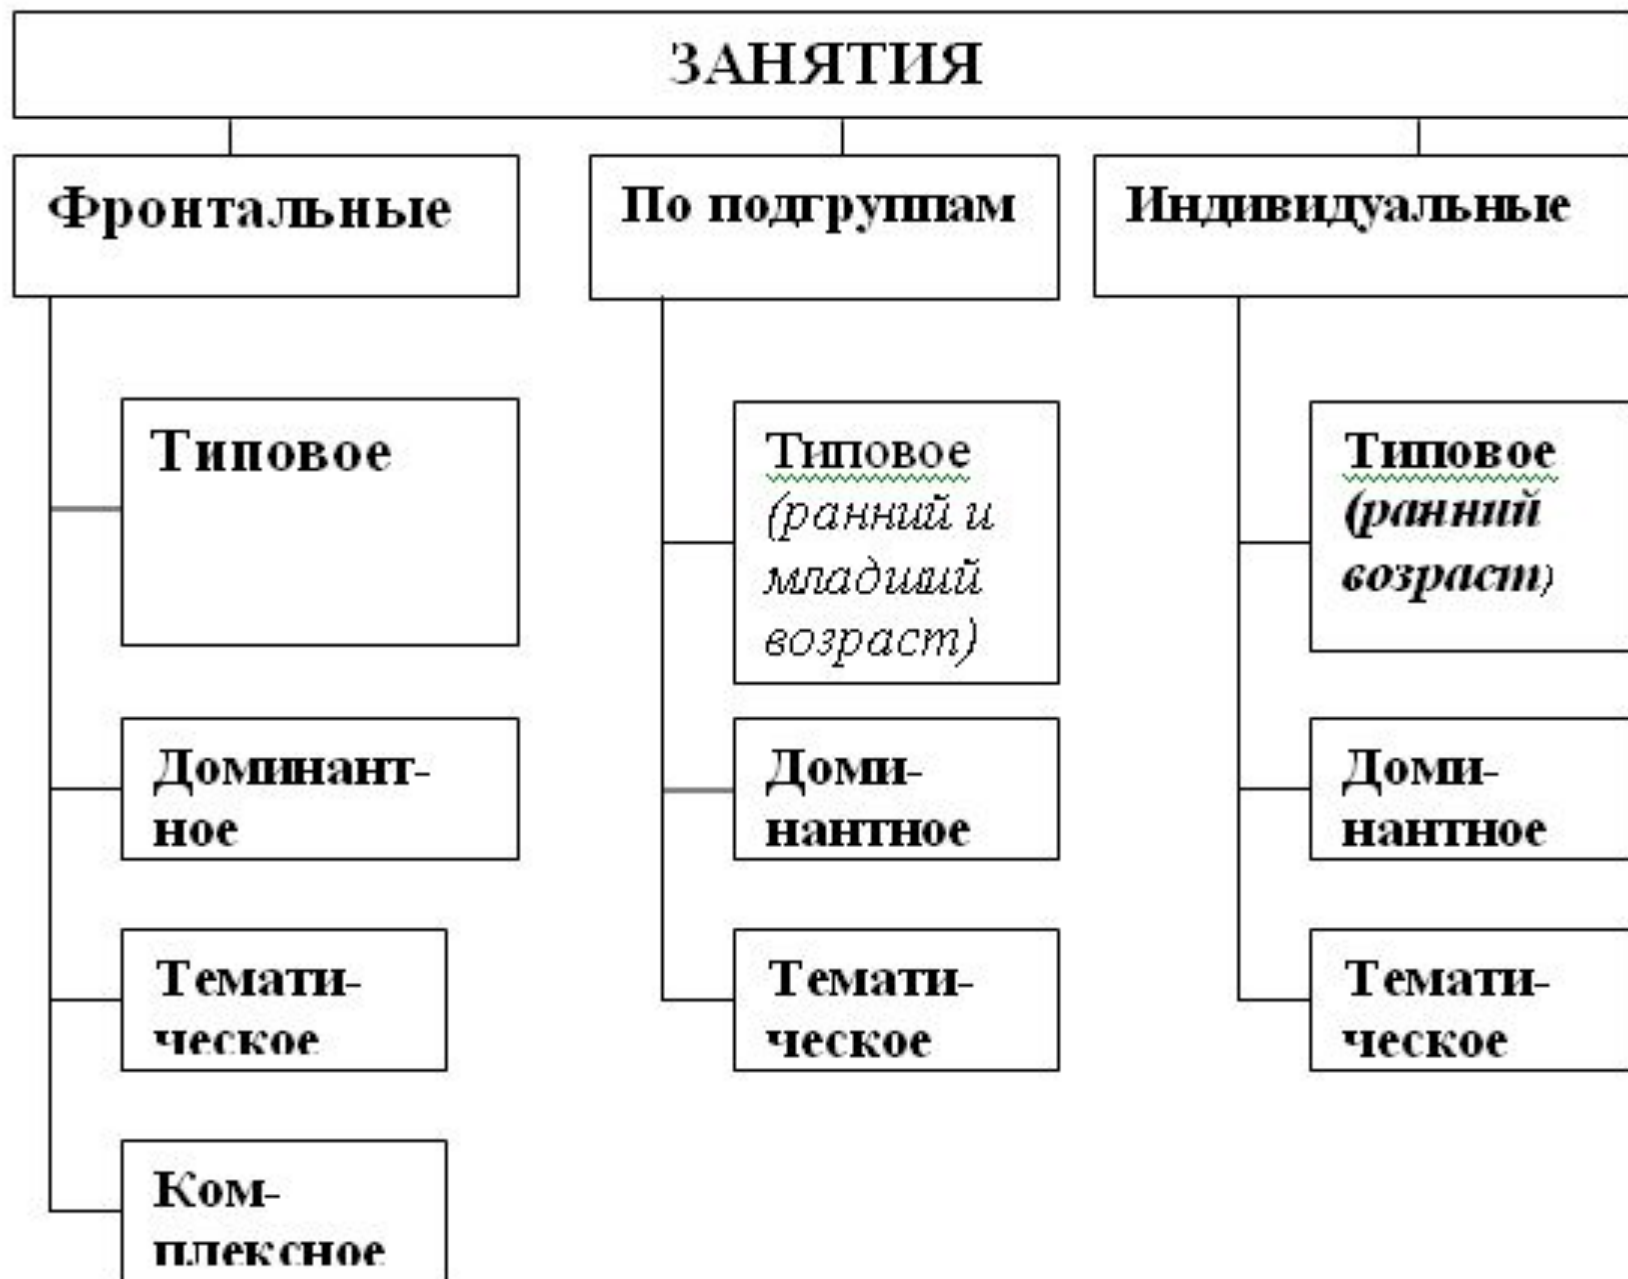 ЗАНЯТИЯ
Фронтальные
По подгруппам
Индивидуальные
Типовое
Типовое
(ранний и
младший
возраст)
Типовое
(ранний
возраст)
Доминант-
ное
Доми-
нантное
Доми-
нантное
Темати-
ческое
Темати-
ческое
Темати-
ческое
Ком-
плексное